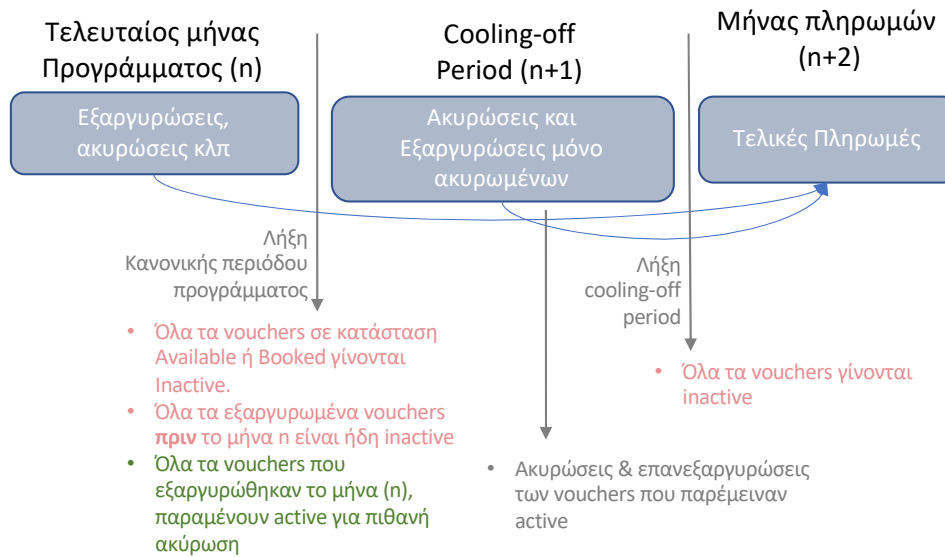 Τελευταίος μήνας
Προγράμματος (n)
Cooling-off
Period (n+1)
Μήνας πληρωμών
(n+2)
Εξαργυρώσεις,
ακυρώσεις κλπ
Ακυρώσεις και
Εξαργυρώσεις μόνο
ακυρωμένων
Τελικές Πληρωμές
Λήξη
Κανονικής περιόδου
προγράμματος
Λήξη
cooling-off
period
• Όλα τα vouchers σε κατάσταση
Available ή Booked γίνονται
Inactive.
• Όλα τα εξαργυρωμένα vouchers
πριν το μήνα n είναι ήδη inactive
• Όλα τα vouchers που
εξαργυρώθηκαν το μήνα (n),
παραμένουν active για πιθανή
ακύρωση
• Ακυρώσεις & επανεξαργυρώσεις
των vouchers που παρέμειναν
active
• Όλα τα vouchers γίνονται
inactive